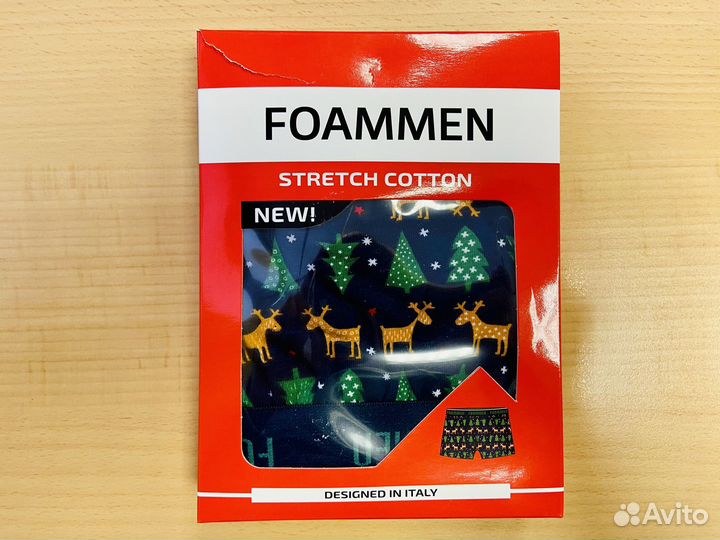 FOAMMEN
STRETCH COTTON
NEW!
DESIGNED IN ITALY
Avito